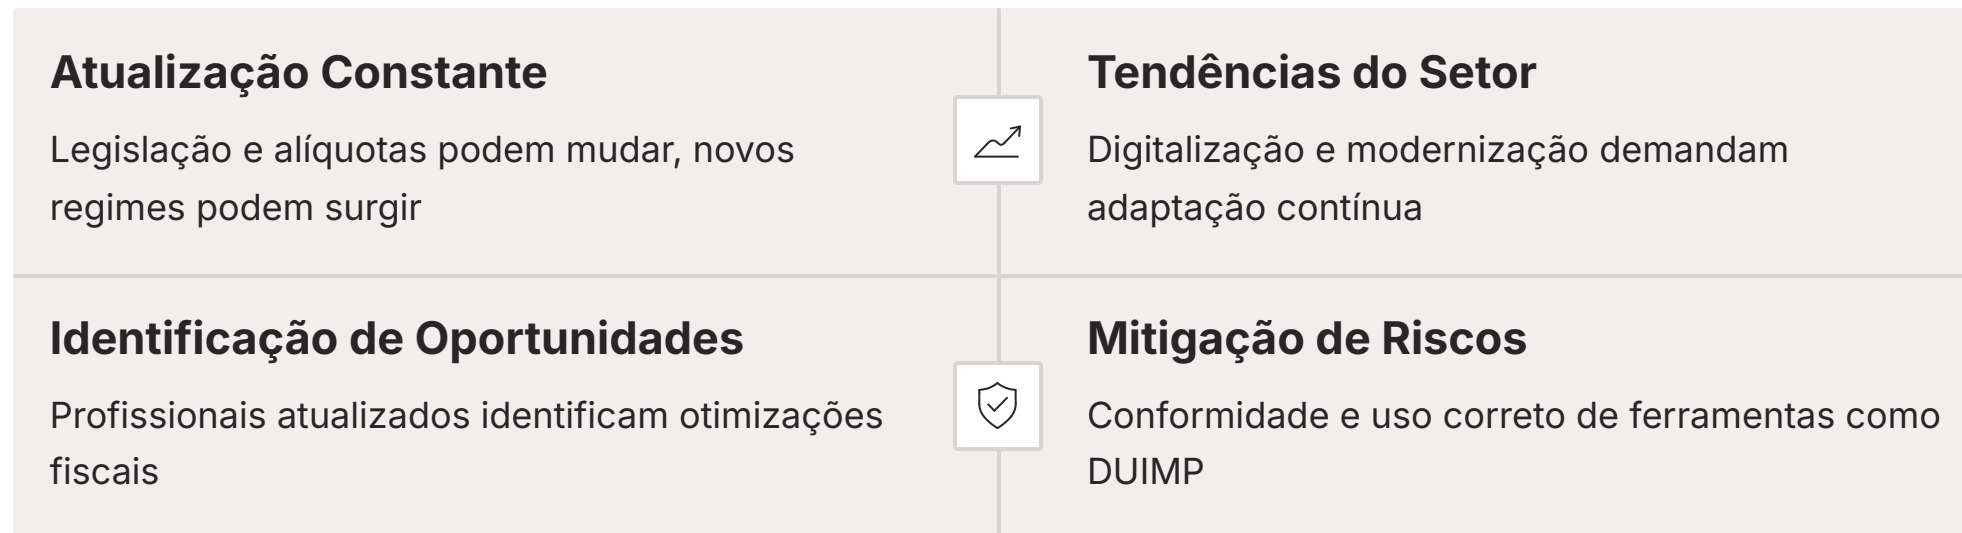 Atualização Constante
Legislação e alíquotas podem mudar, novos
regimes podem surgir
Tendências do Setor
Digitalização e modernização demandam
adaptação contínua
Identificação de Oportunidades
Profissionais atualizados identificam otimizações
fiscais
Mitigação de Riscos
Conformidade e uso correto de ferramentas como
DUIMP